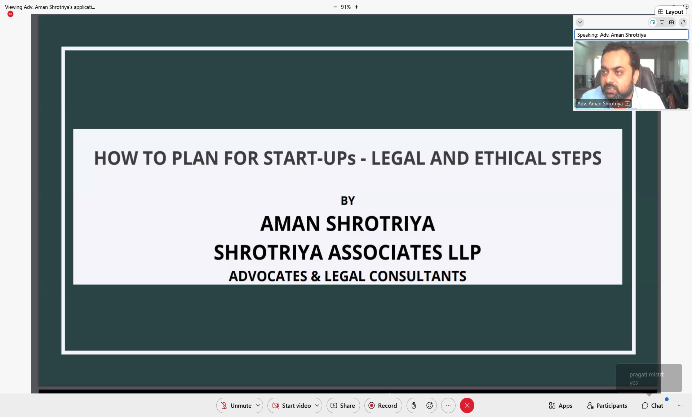 Viewing Adv. Aman Shrotriya's applicati...
91%
Layout
Speaking: Adv. Aman Shrotriya
Adv. Aman Shrotriya
HOW TO PLAN FOR START-UPs - LEGAL AND ETHICAL STEPS
BY
AMAN SHROTRIYA
SHROTRIYA ASSOCIATES LLP
ADVOCATES & LEGAL CONSULTANTS
yes
Unmute
Start video
Share
Record
Apps
Participants
Chat